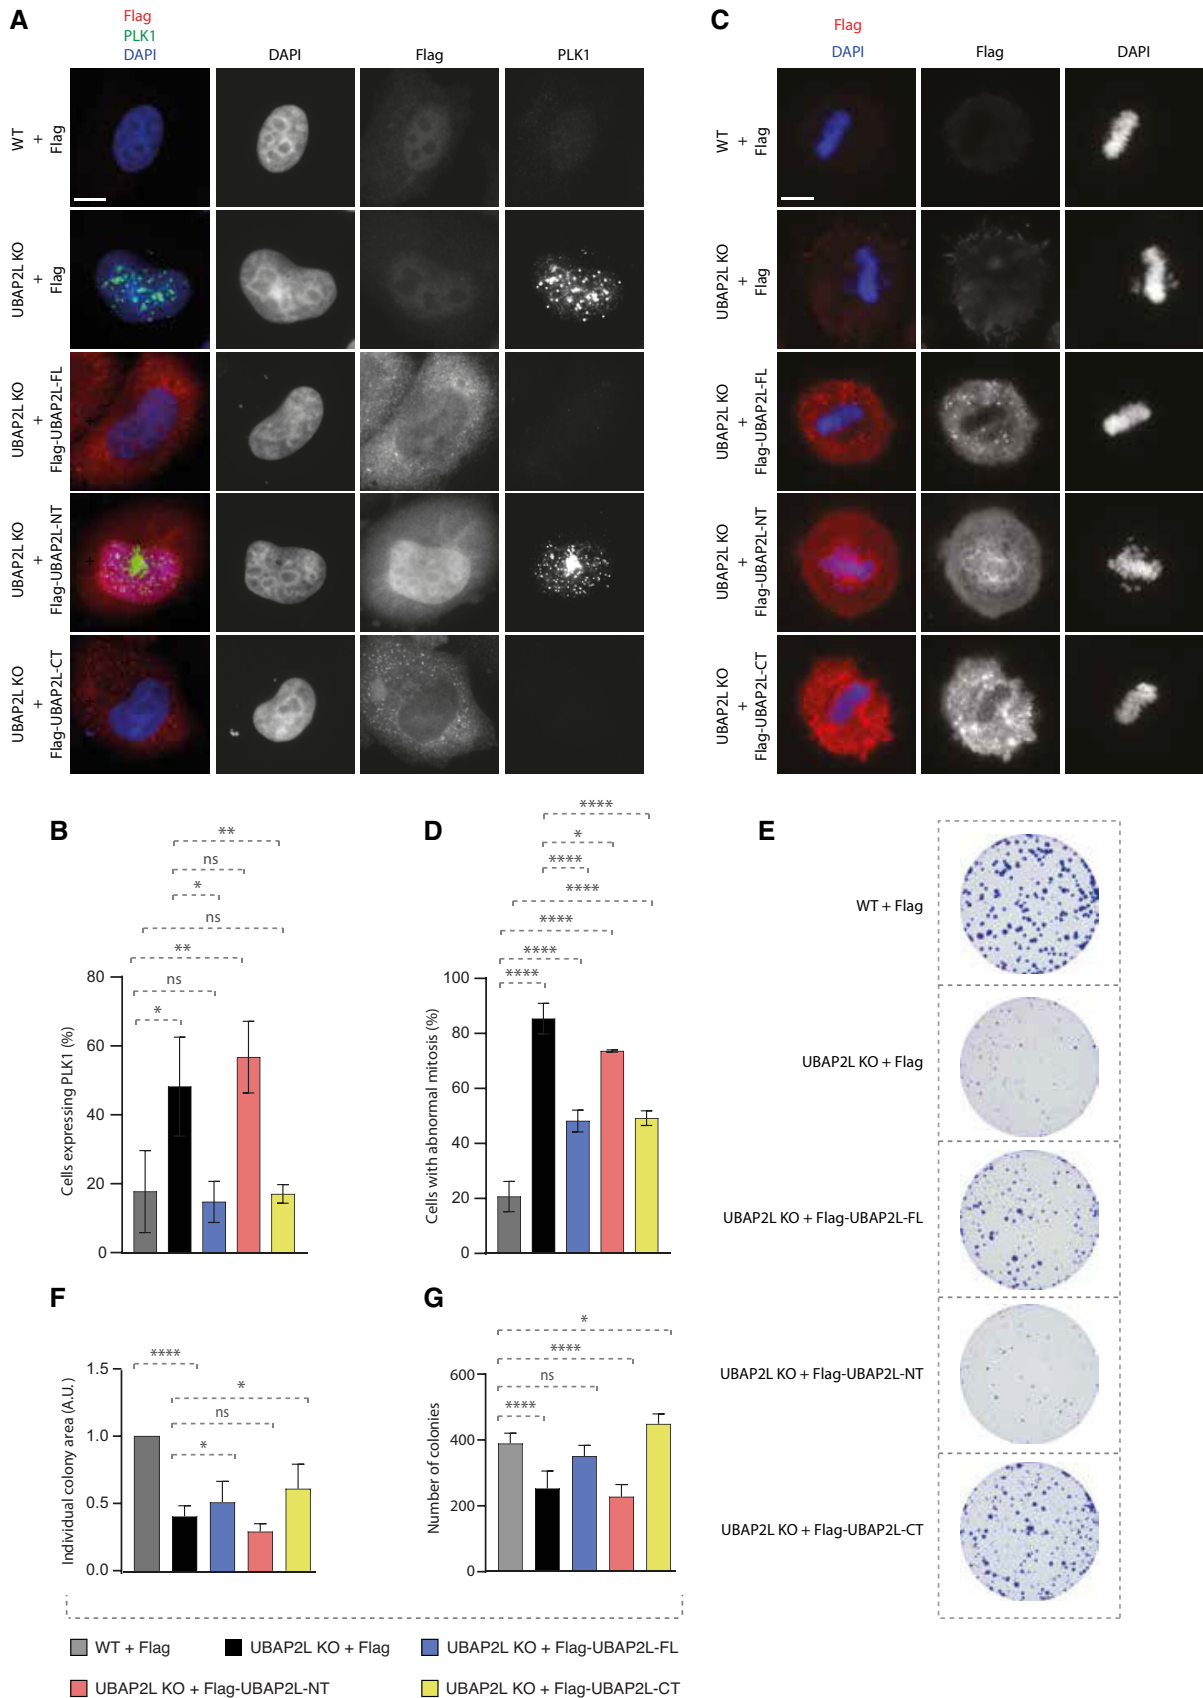 A
Flag
PLK1
DAPI
DAPI
Flag
PLK1
WT + Flag
UBAP2L KO + Flag
UBAP2L KO + Flag-UBAP2L-FL
UBAP2L KO + Flag-UBAP2L-NT
UBAP2L KO + Flag-UBAP2L-CT
C
Flag
DAPI
Flag
DAPI
WT + Flag
UBAP2L KO + Flag
UBAP2L KO + Flag-UBAP2L-FL
UBAP2L KO + Flag-UBAP2L-NT
UBAP2L KO + Flag-UBAP2L-CT
B
**
ns
*
ns
**
ns
*
80
60
40
20
0
Cells expressing PLK1 (%)
D
****
*
****
****
****
****
****
100
80
60
40
20
0
Cells with abnormal mitosis (%)
E
WT + Flag
UBAP2L KO + Flag
UBAP2L KO + Flag-UBAP2L-FL
UBAP2L KO + Flag-UBAP2L-NT
UBAP2L KO + Flag-UBAP2L-CT
F
****
*
ns
*
1.5
1.0
0.5
0.0
Individual colony area (A.U.)
G
*
****
ns
****
600
400
200
0
Number of colonies
WT + Flag
UBAP2L KO + Flag
UBAP2L KO + Flag-UBAP2L-FL
UBAP2L KO + Flag-UBAP2L-NT
UBAP2L KO + Flag-UBAP2L-CT